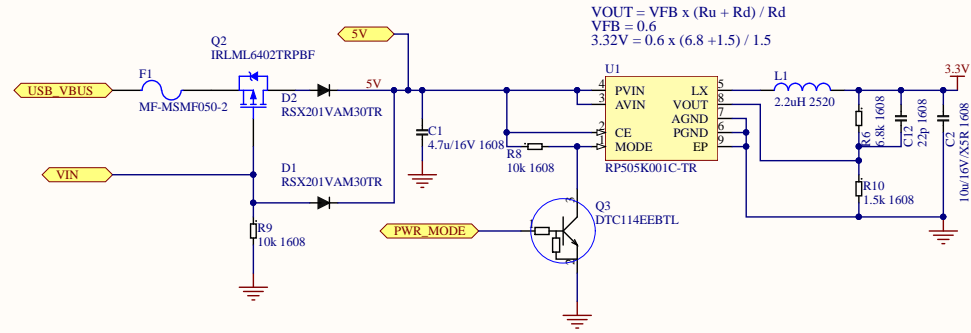 VOUT = VFB x (Ru + Rd) / Rd
VFB = 0.6
3.32V = 0.6 x (6.8 +1.5) / 1.5
5V
Q2
IRLML6402TRPBF
F1
MF-MSMF050-2
USB_VBUS
D2
RSX201VAM30TR
5V
C1
4.7u/16V 1608
U1
4 PVIN LX 5
3 AVIN VOUT 8
AGND 7
2 CE PGND 6
1 MODE EP 9
RP505K001C-TR
L1
2.2uH 2520
3.3V
R6
6.8k 1608
C12
22p 1608
C2
10u/16V/X5R 1608
R8
10k 1608
R10
1.5k 1608
VIN
D1
RSX201VAM30TR
R9
10k 1608
PWR_MODE
Q3
DTC114EEBTL